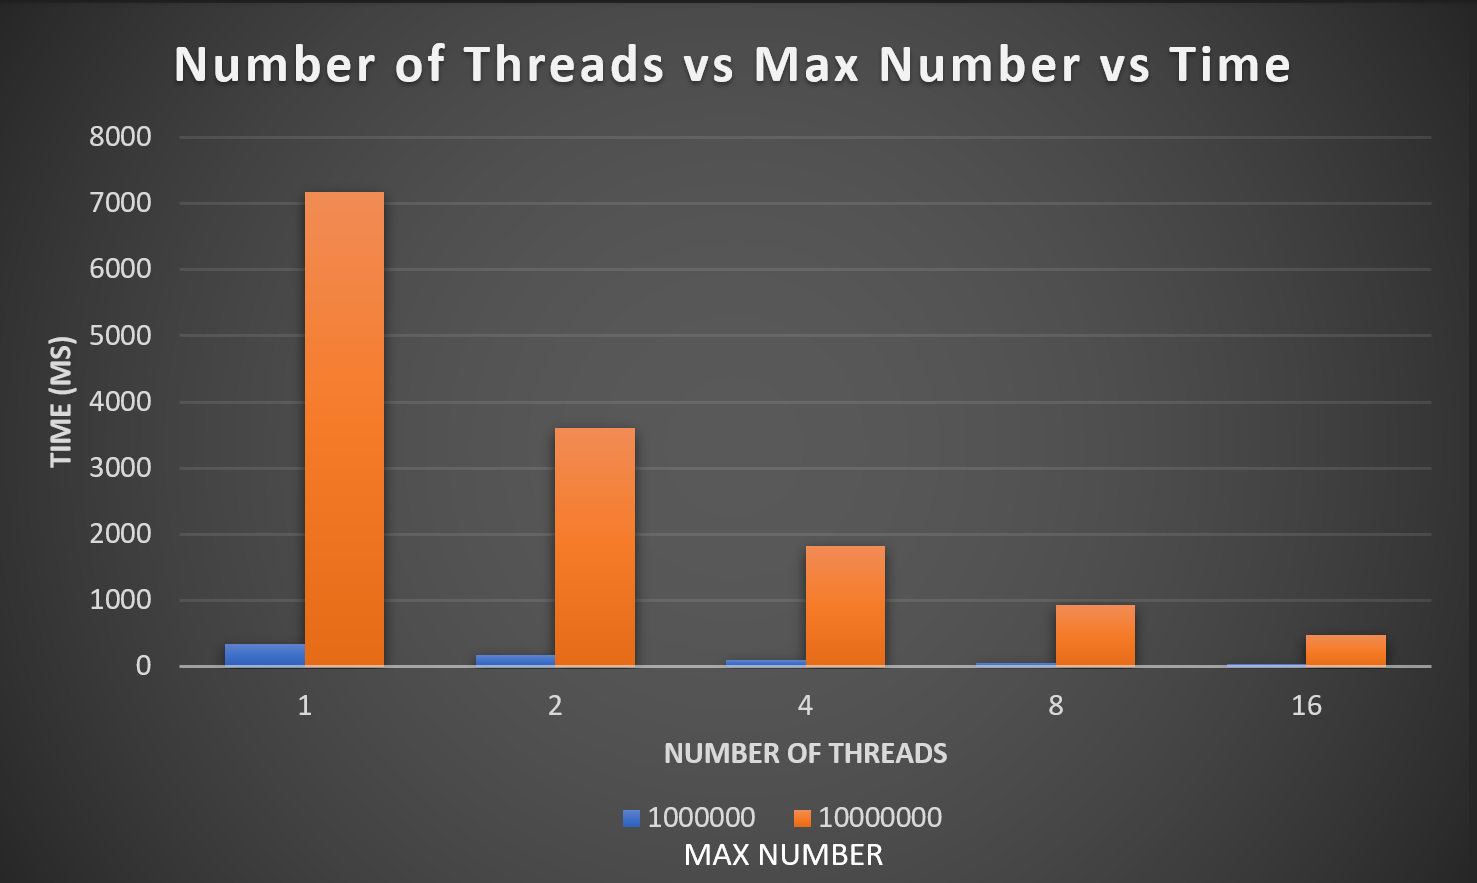 Number of Threads vs Max Number vs Time
8000
7000
6000
5000
4000
3000
2000
1000
0
TIME (MS)
1 2 4 8 16
NUMBER OF THREADS
1000000 10000000
MAX NUMBER